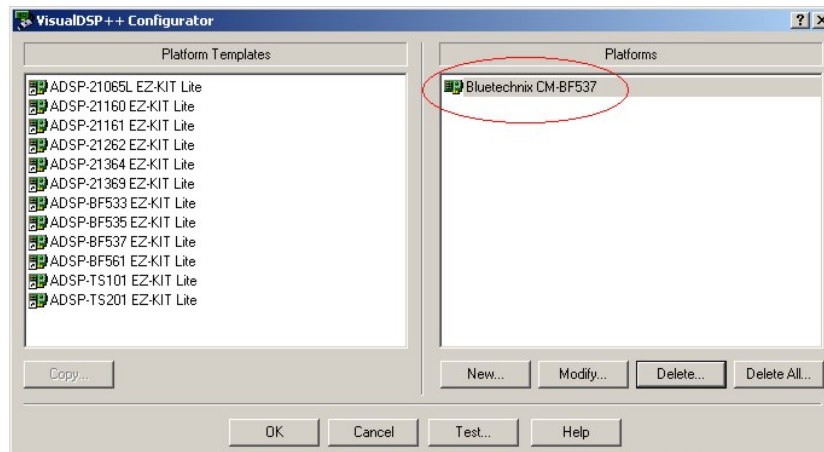 VisualDSP++ Configurator
Platform Templates
ADSP-21065L EZ-KIT Lite
ADSP-21160 EZ-KIT Lite
ADSP-21161 EZ-KIT Lite
ADSP-21262 EZ-KIT Lite
ADSP-21364 EZ-KIT Lite
ADSP-21369 EZ-KIT Lite
ADSP-BF533 EZ-KIT Lite
ADSP-BF535 EZ-KIT Lite
ADSP-BF537 EZ-KIT Lite
ADSP-BF561 EZ-KIT Lite
ADSP-TS101 EZ-KIT Lite
ADSP-TS201 EZ-KIT Lite
Copy...
Platforms
Bluetechnix CM-BF537
New... Modify... Delete... Delete All...
OK Cancel Test... Help